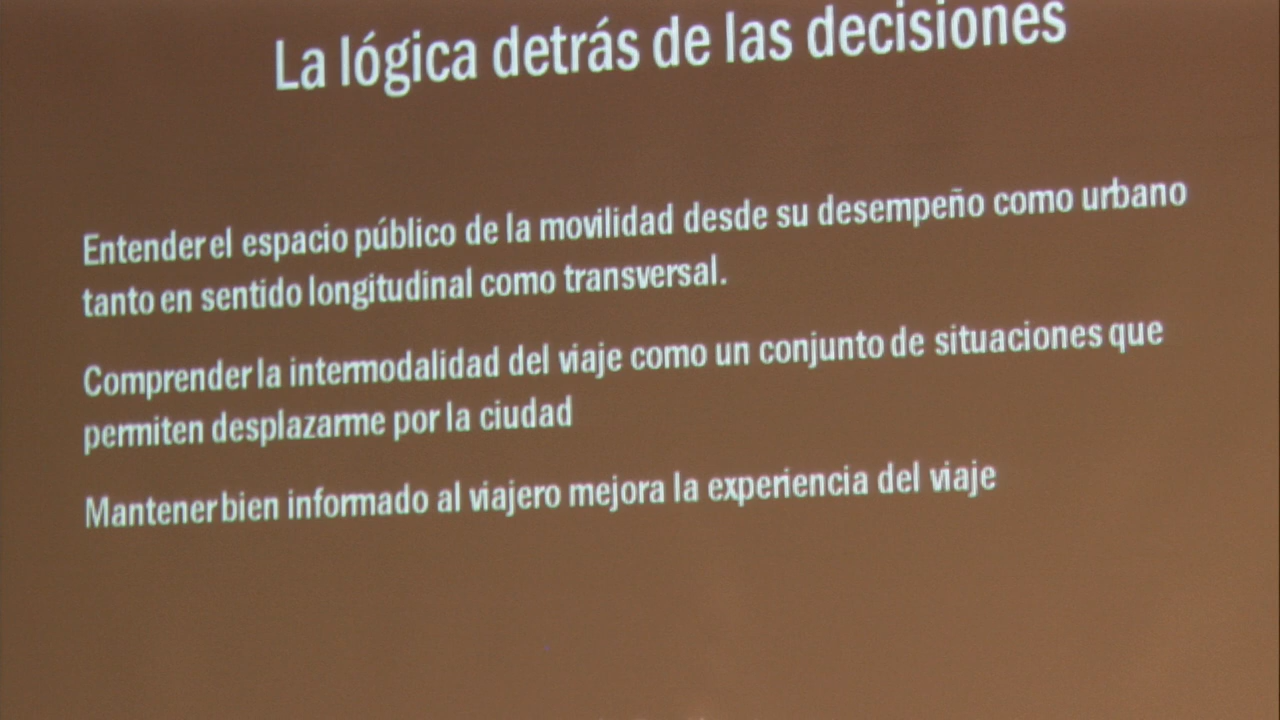 La lógica detrás de las decisiones
Entender el espacio público de la movilidad desde su desempeño como urbano
tanto en sentido longitudinal como transversal.
Comprender la intermodalidad del viaje como un conjunto de situaciones que
permiten desplazarme por la ciudad
Mantener bien informado al viajero mejora la experiencia del viaje